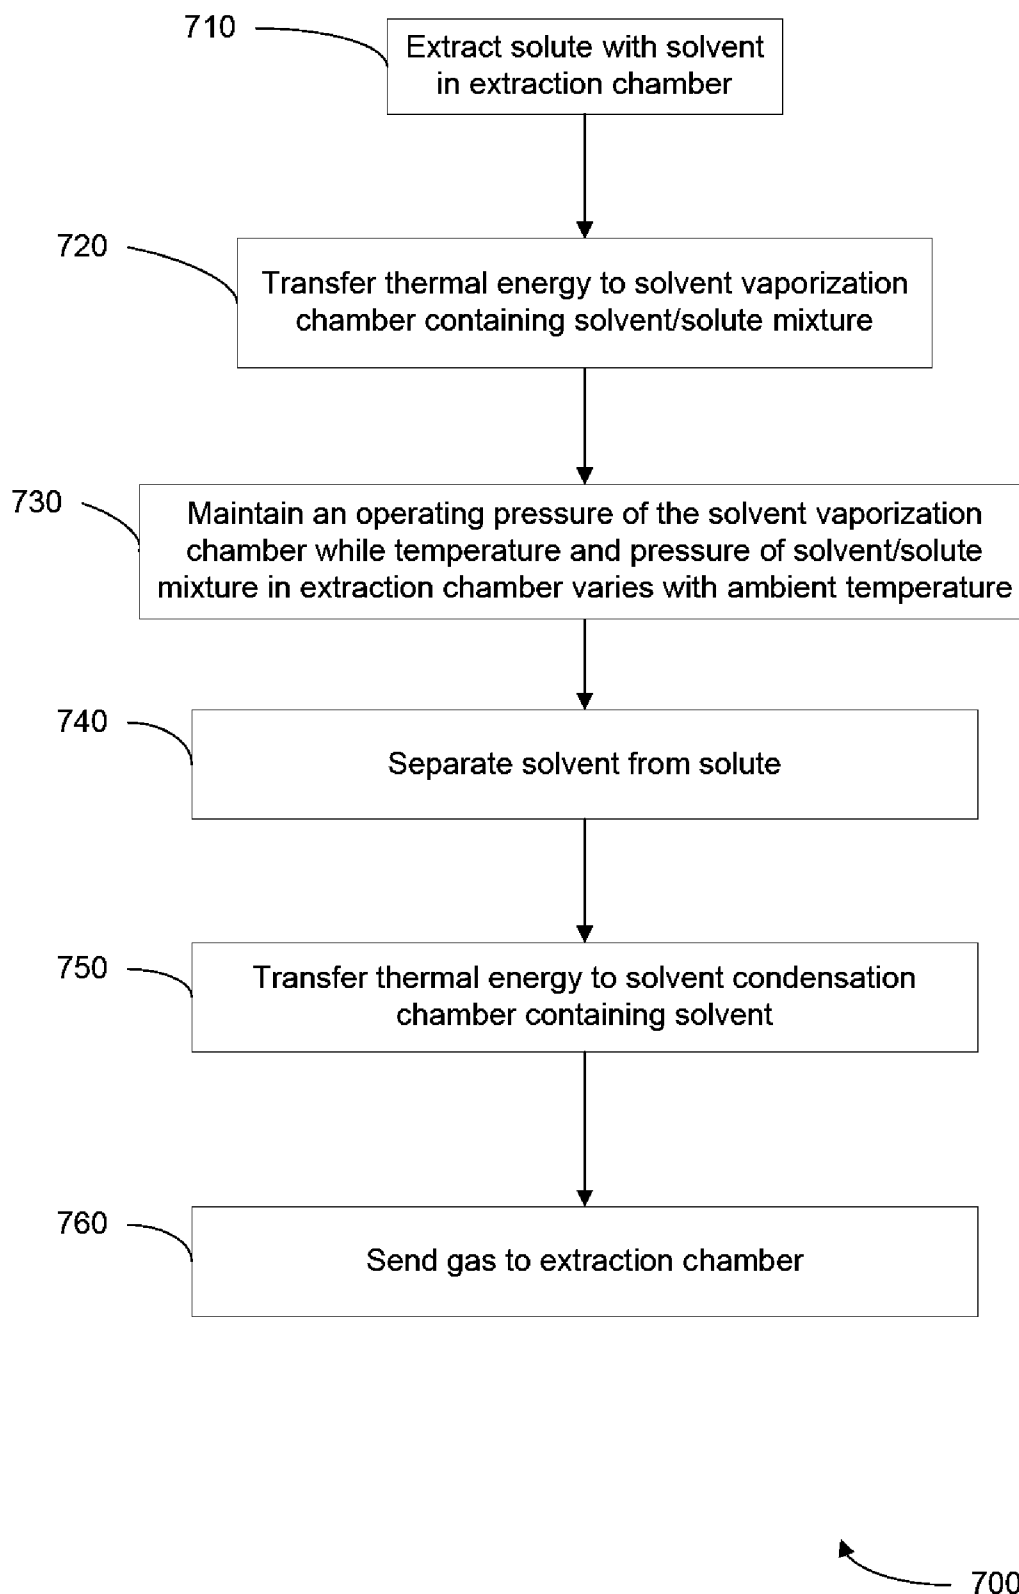 710
Extract solute with solvent
in extraction chamber
720
Transfer thermal energy to solvent vaporization
chamber containing solvent/solute mixture
730
Maintain an operating pressure of the solvent vaporization
chamber while temperature and pressure of solvent/solute
mixture in extraction chamber varies with ambient temperature
740
Separate solvent from solute
750
Transfer thermal energy to solvent condensation
chamber containing solvent
760
Send gas to extraction chamber
700